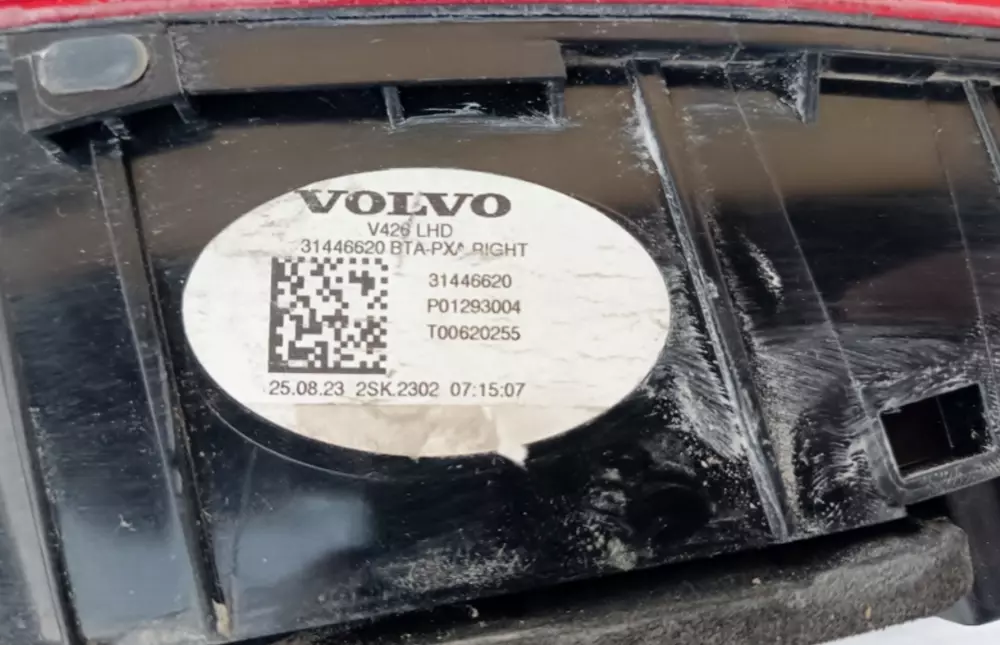 VOLVO
V426 LHD
31446620 BTA-PXA RIGHT
31446620
P01293004
T00620255
25.08.23 2SK.2302 07:15:07